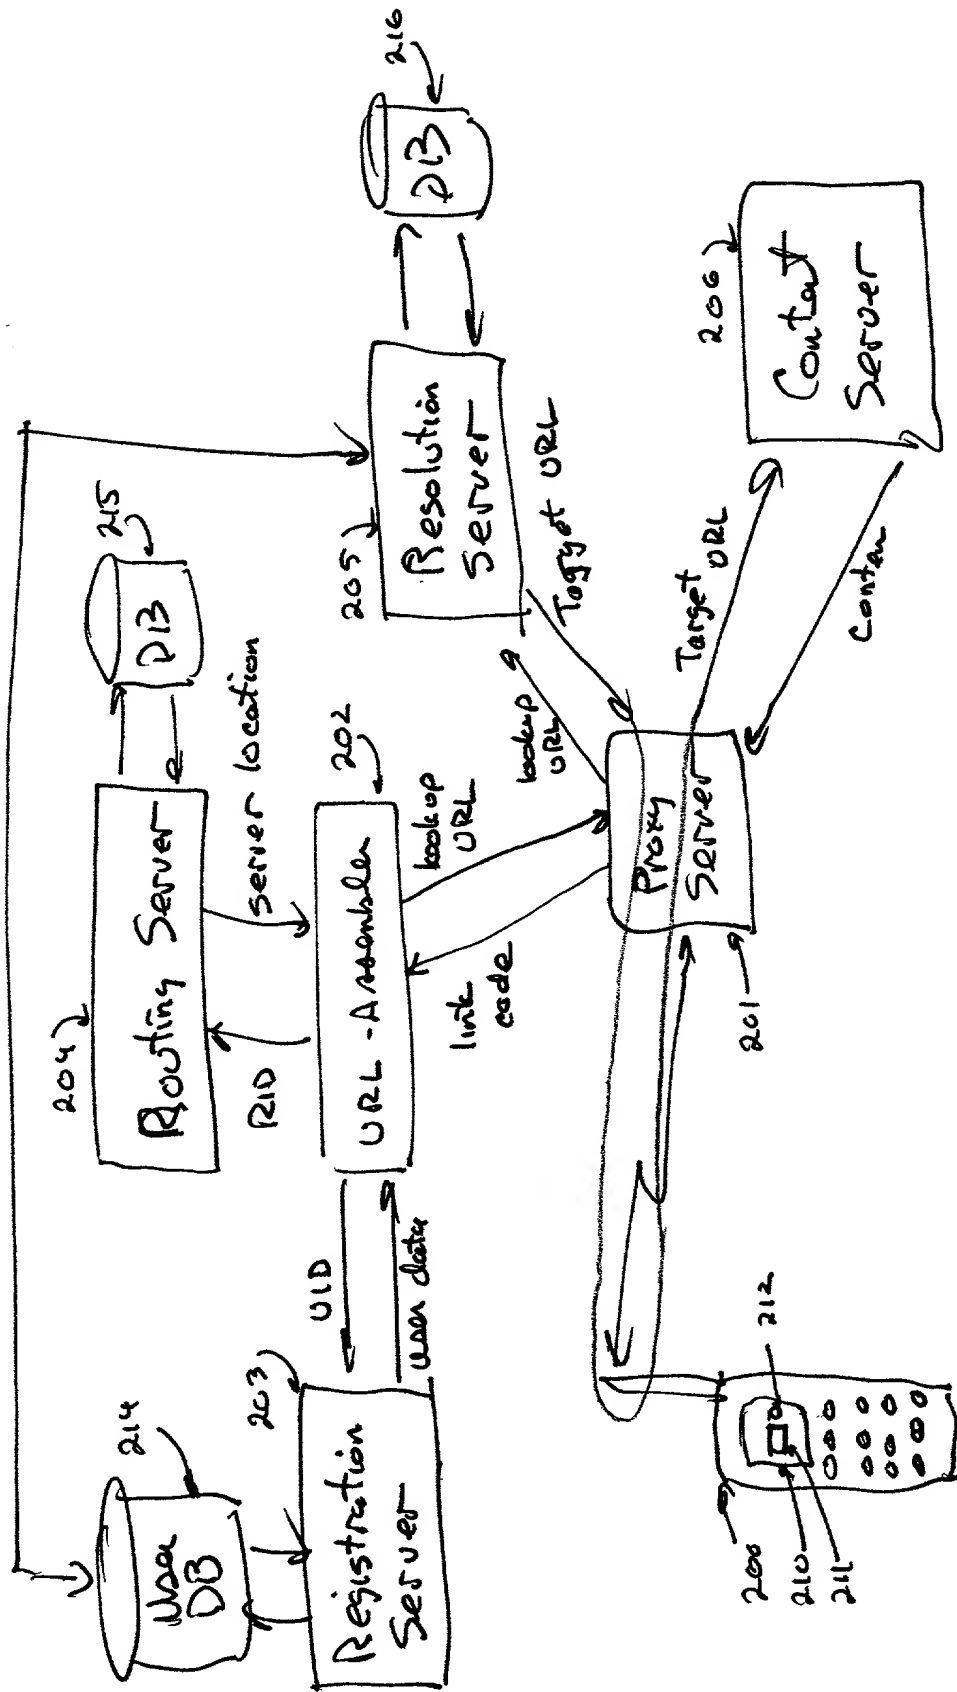 216
DB
215
DB
204
Routing Server
RID
server location
205
Resolution
Server
214
User
DB
203
Registration
Server
UID
user data
202
URL-Assembler
link
code
lookup
URL
lookup
URL
Target URL
Proxy
Server
201
Target
URL
Conten
206
Content
Server
200
210
211
212